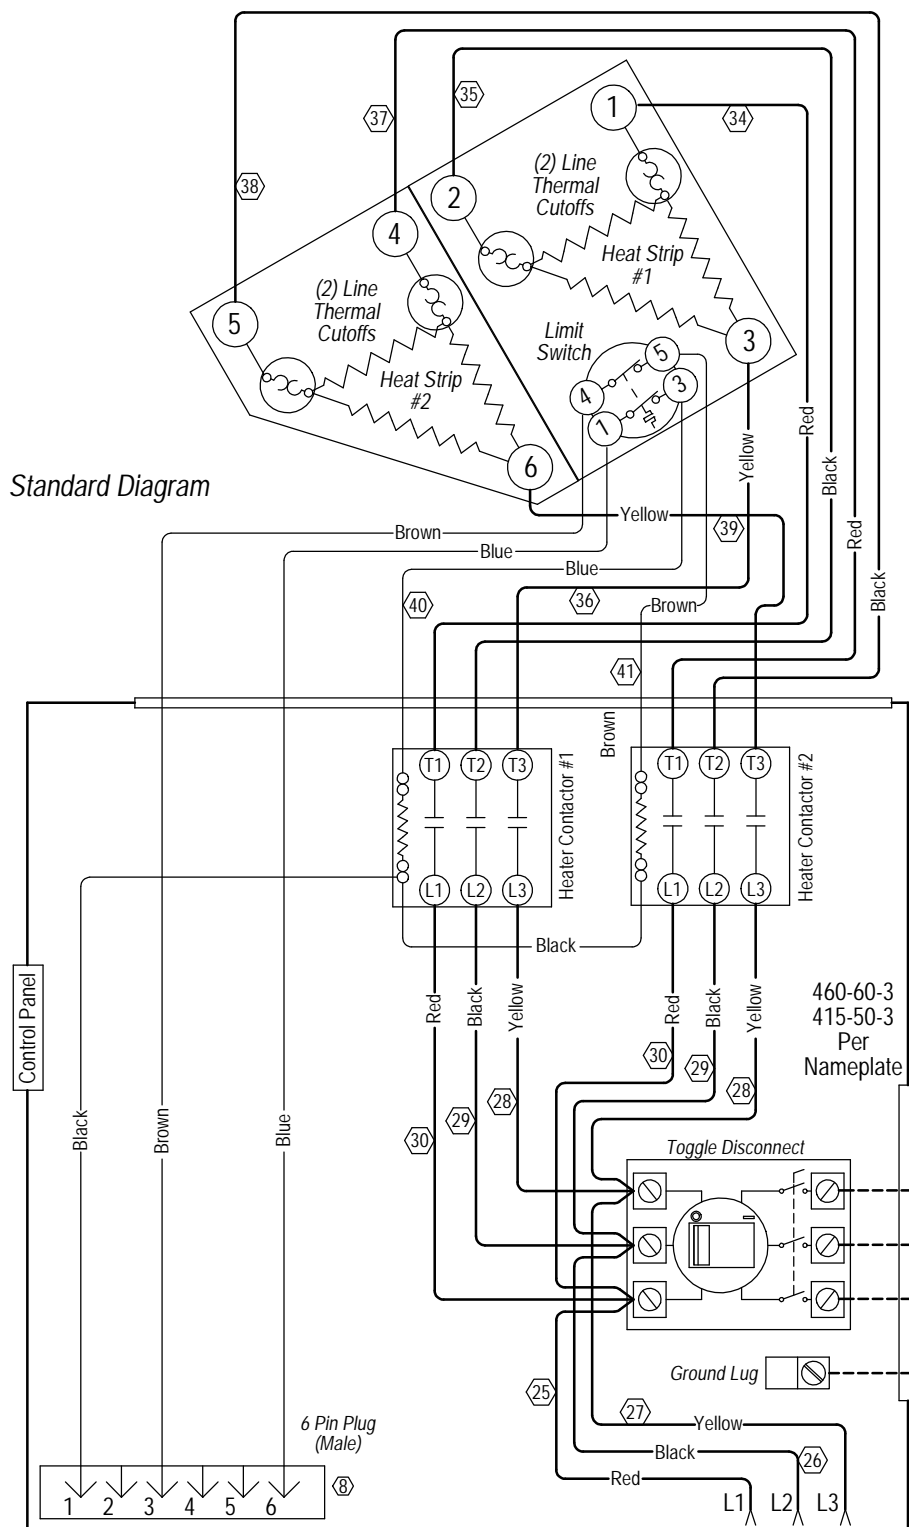 35
1
34
37
(2) Line
Thermal
Cutoffs
38
2
4
Heat Strip
#1
(2) Line
Thermal
Cutoffs
5
Limit
Switch
3
5
Heat Strip
#2
4
3
1
Red
Black
Yellow
6
Standard Diagram
Yellow
39
Brown
Blue
Red
Blue
Black
40
36
Brown
41
Brown
T1
T2
T3
Heater Contactor #1
T1
T2
T3
Heater Contactor #2
L1
L2
L3
L1
L2
L3
Black
Control Panel
Red
Black
Yellow
Red
Black
Yellow
460-60-3
415-50-3
Per
Nameplate
30
29
28
28
29
30
Black
Brown
Blue
Toggle Disconnect
Ground Lug
25
27
Yellow
6 Pin Plug
(Male)
Black
26
Red
8
1
2
3
4
5
6
L1
L2
L3